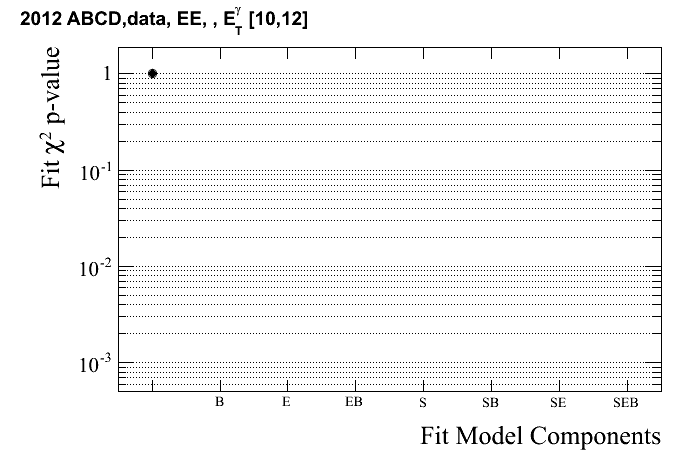 2012 ABCD,data, EE, , E_T^γ [10,12]
Fit χ² p-value
1
10⁻¹
10⁻²
10⁻³
B E EB S SB SE SEB
Fit Model Components